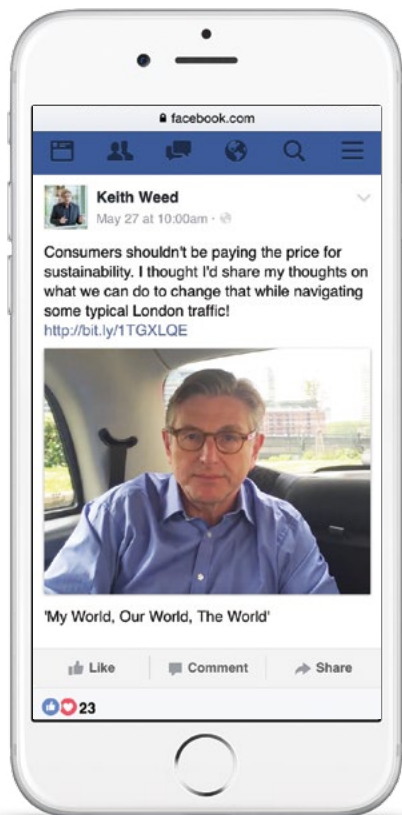 facebook.com
Keith Weed
May 27 at 10:00am ·
Consumers shouldn't be paying the price for
sustainability. I thought I'd share my thoughts on
what we can do to change that while navigating
some typical London traffic!
http://bit.ly/1TGXLQE
'My World, Our World, The World'
Like
Comment
Share
23